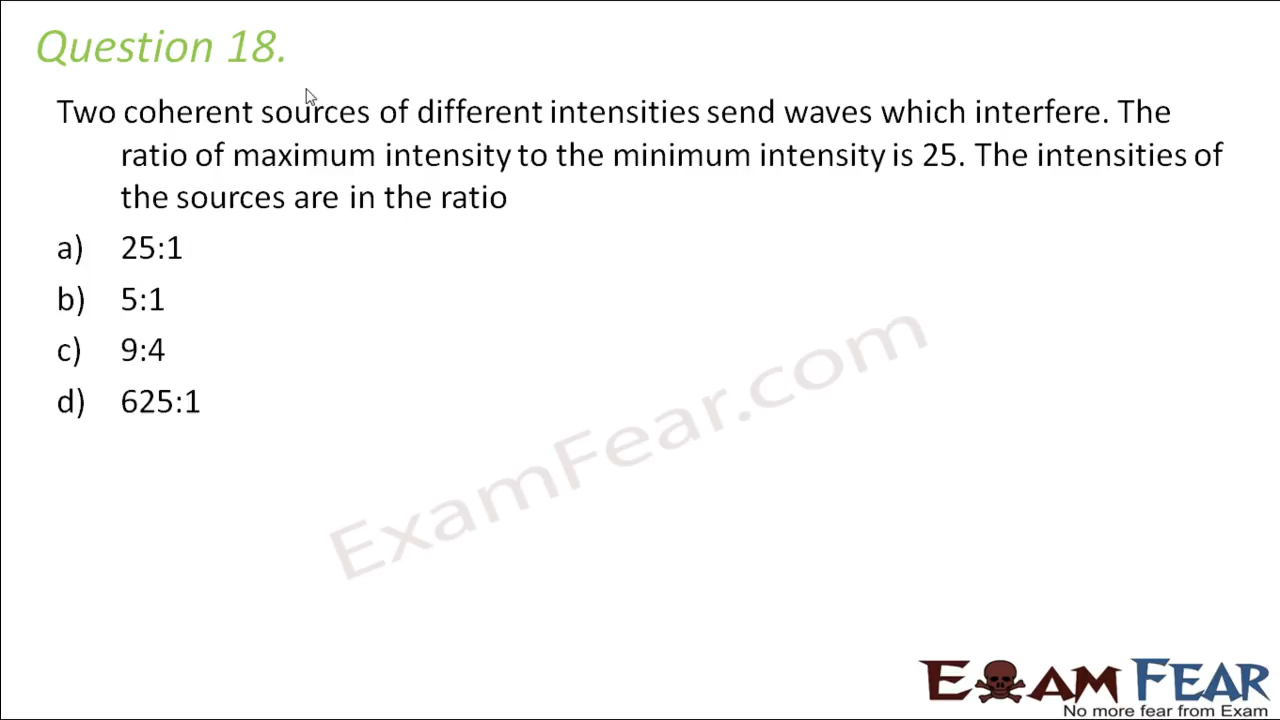 Question 18.
Two coherent sources of different intensities send waves which interfere. The
ratio of maximum intensity to the minimum intensity is 25. The intensities of
the sources are in the ratio
a) 25:1
b) 5:1
c) 9:4
d) 625:1
ExamFear.com
EXAM FEAR
No more fear from Exam